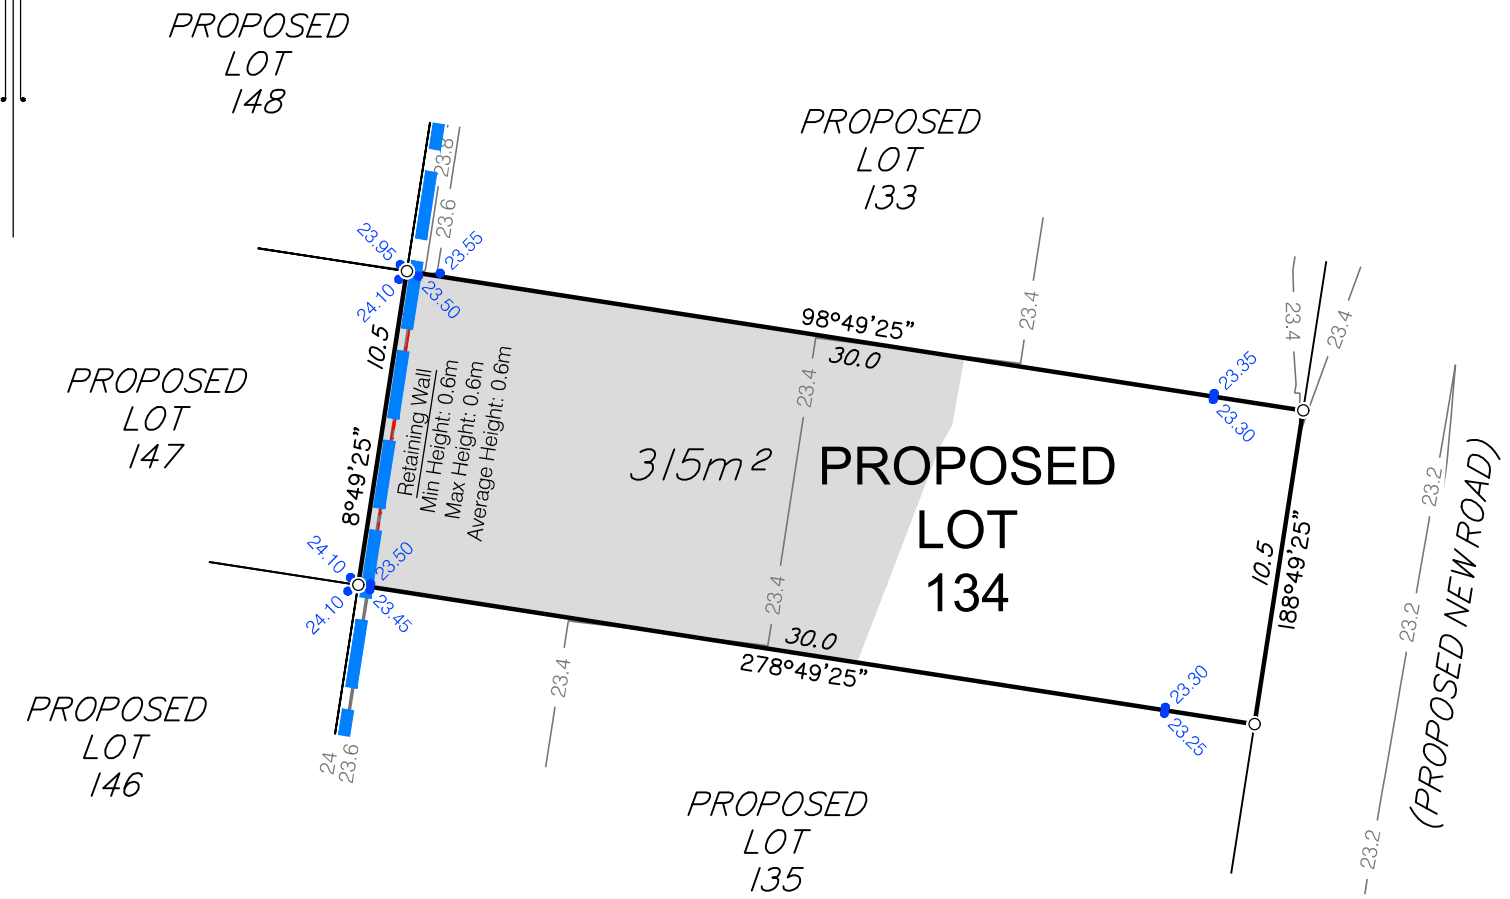 PROPOSED
LOT
148
PROPOSED
LOT
133
23.8
23.6
23.95
23.55
24.10
23.50
10.5
98°49'25"
30.0
23.4
23.4
23.4
23.35
23.30
PROPOSED
LOT
147
8°49'25"
Retaining Wall
Min Height: 0.6m
Max Height: 0.6m
Average Height: 0.6m
23.4
315m²
PROPOSED
LOT
134
23.4
10.5
188°49'25"
23.2
23.2
23.2
(PROPOSED NEW ROAD)
24.10
23.50
24.10
23.45
30.0
278°49'25"
23.4
23.30
23.25
PROPOSED
LOT
146
24
23.6
PROPOSED
LOT
135